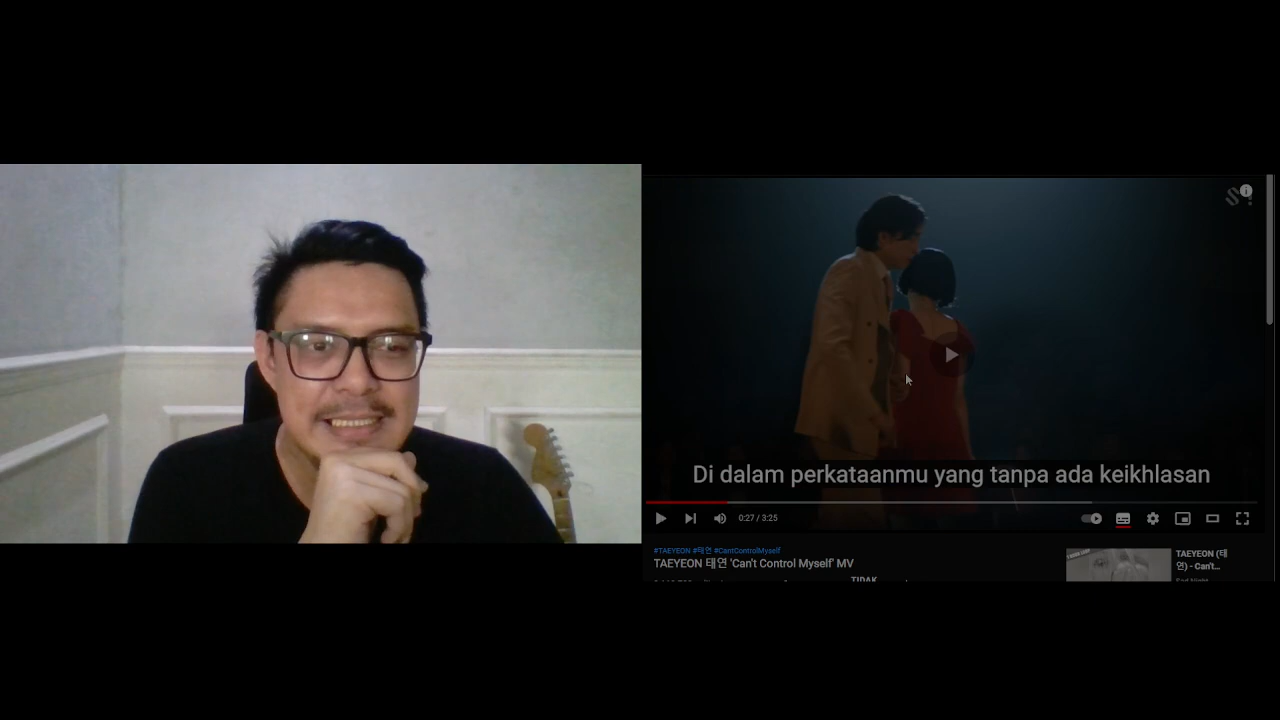 Di dalam perkataanmu yang tanpa ada keikhlasan
0:27 / 3:25
#TAEYEON #태연 #CantControlMyself
TAEYEON 태연 'Can't Control Myself' MV
TIDAK
TAEYEON (태
연) - Can't...